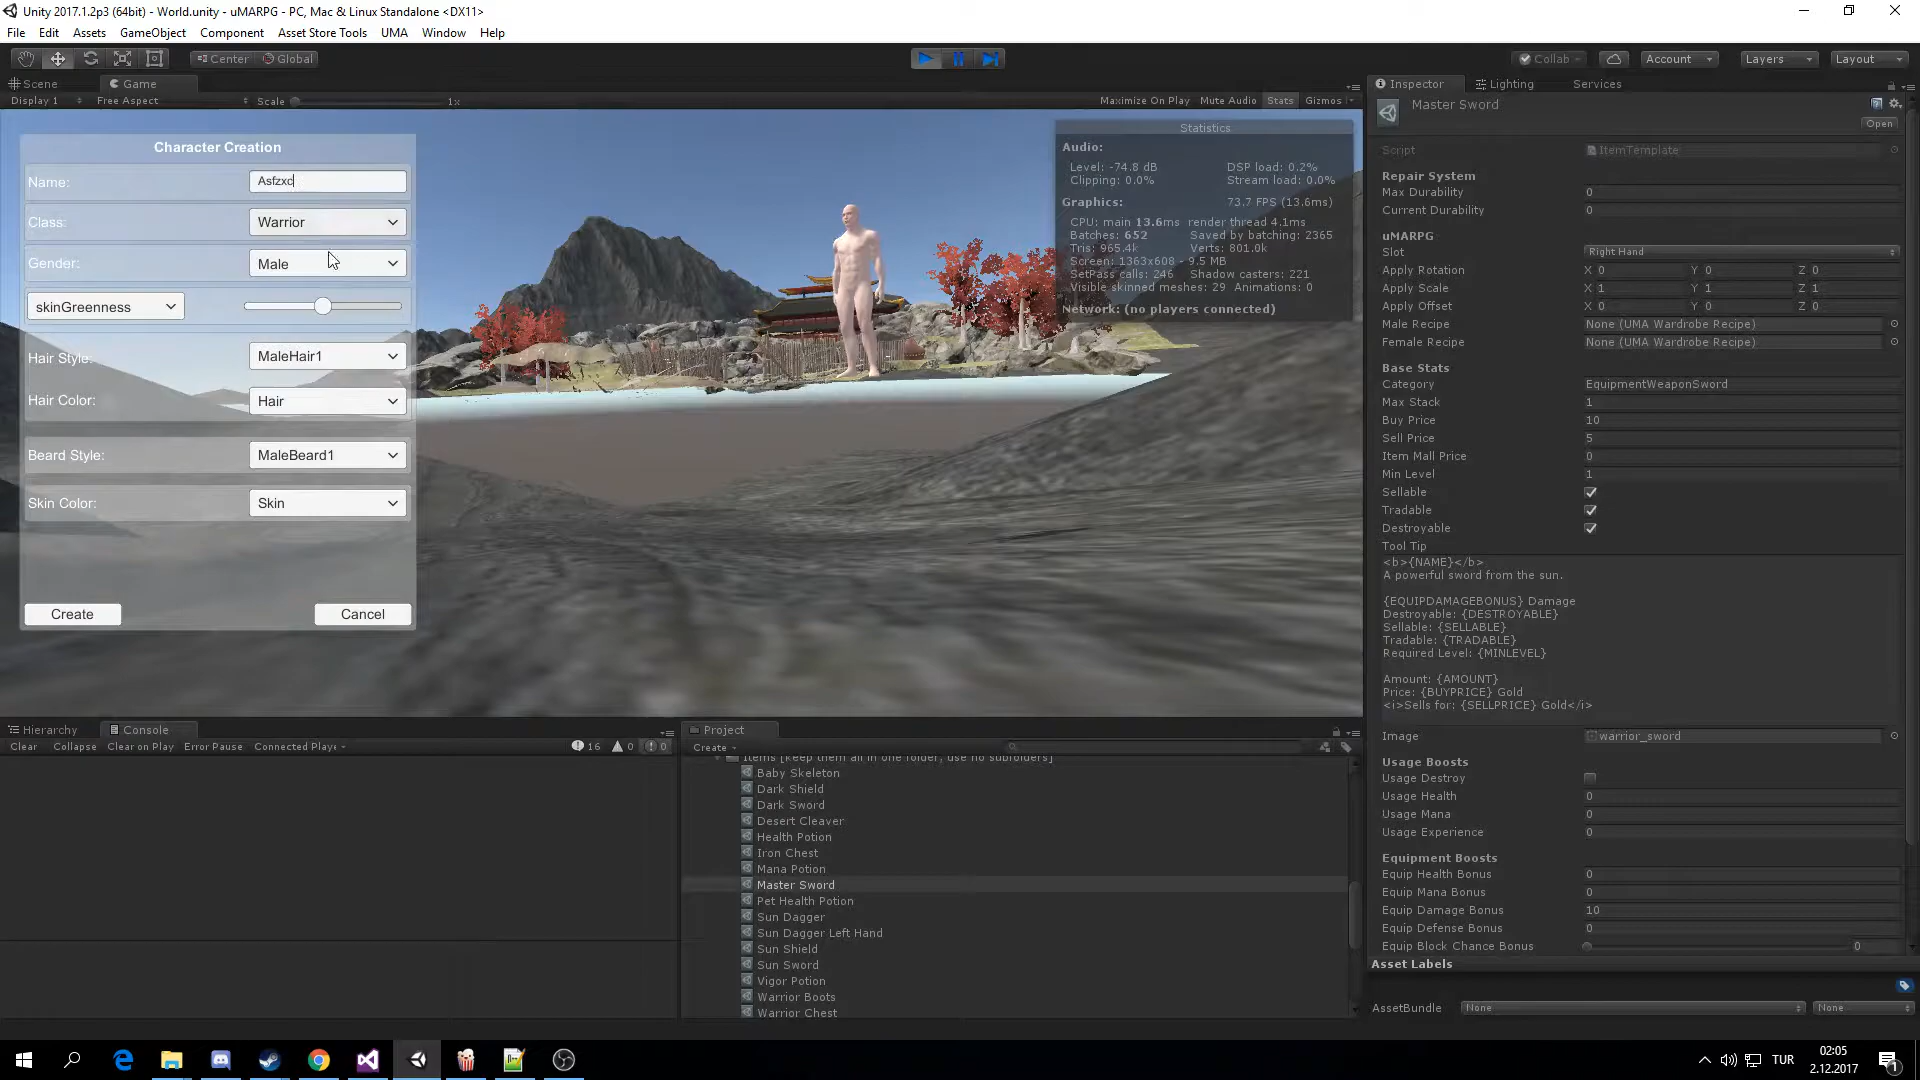 Unity 2017.1.2p3 (64bit) - World.unity - uMARPG - PC, Mac & Linux Standalone <DX11>
File Edit Assets GameObject Component Asset Store Tools UMA Window Help
Center Global Collab Account Layers Layout
Scene Game
Display 1 Free Aspect Scale 1x Maximize On Play Mute Audio Stats Gizmos
Character Creation
Name: Asfzxc
Class: Warrior
Gender: Male
skinGreenness
Hair Style: MaleHair1
Hair Color: Hair
Beard Style: MaleBeard1
Skin Color: Skin
Create Cancel
Statistics
Audio:
Level: -74.8 dB DSP load: 0.2%
Clipping: 0.0% Stream load: 0.0%
Graphics: 73.7 FPS (13.6ms)
CPU: main 13.6ms render thread 4.1ms
Batches: 652 Saved by batching: 2365
Tris: 965.4k Verts: 801.0k
Screen: 1363x608 - 9.5 MB
SetPass calls: 246 Shadow casters: 221
Visible skinned meshes: 29 Animations: 0
Network: (no players connected)
Inspector Lighting Services
Master Sword
Open
Script ItemTemplate
Repair System
Max Durability 0
Current Durability 0
uMARPG
Slot Right Hand
Apply Rotation X 0 Y 0 Z 0
Apply Scale X 1 Y 1 Z 1
Apply Offset X 0 Y 0 Z 0
Male Recipe None (UMA Wardrobe Recipe)
Female Recipe None (UMA Wardrobe Recipe)
Base Stats
Category EquipmentWeaponSword
Max Stack 1
Buy Price 10
Sell Price 5
Item Mall Price 0
Min Level 1
Sellable
Tradable
Destroyable
Tool Tip
<b>{NAME}</b>
A powerful sword from the sun.
{EQUIPDAMAGEBONUS} Damage
Destroyable: {DESTROYABLE}
Sellable: {SELLABLE}
Tradable: {TRADABLE}
Required Level: {MINLEVEL}
Amount: {AMOUNT}
Price: {BUYPRICE} Gold
<i>Sells for: {SELLPRICE} Gold</i>
Image warrior_sword
Usage Boosts
Usage Destroy
Usage Health 0
Usage Mana 0
Usage Experience 0
Equipment Boosts
Equip Health Bonus 0
Equip Mana Bonus 0
Equip Damage Bonus 10
Equip Defense Bonus 0
Equip Block Chance Bonus 0
Asset Labels
AssetBundle None None
Hierarchy Console
Clear Collapse Clear on Play Error Pause Connected Playe 16 0 0
Project
Create
Items [keep them all in one folder, use no subfolders]
Baby Skeleton
Dark Shield
Dark Sword
Desert Cleaver
Health Potion
Iron Chest
Mana Potion
Master Sword
Pet Health Potion
Sun Dagger
Sun Dagger Left Hand
Sun Shield
Sun Sword
Vigor Potion
Warrior Boots
Warrior Chest
TUR
02:05
2.12.2017
1